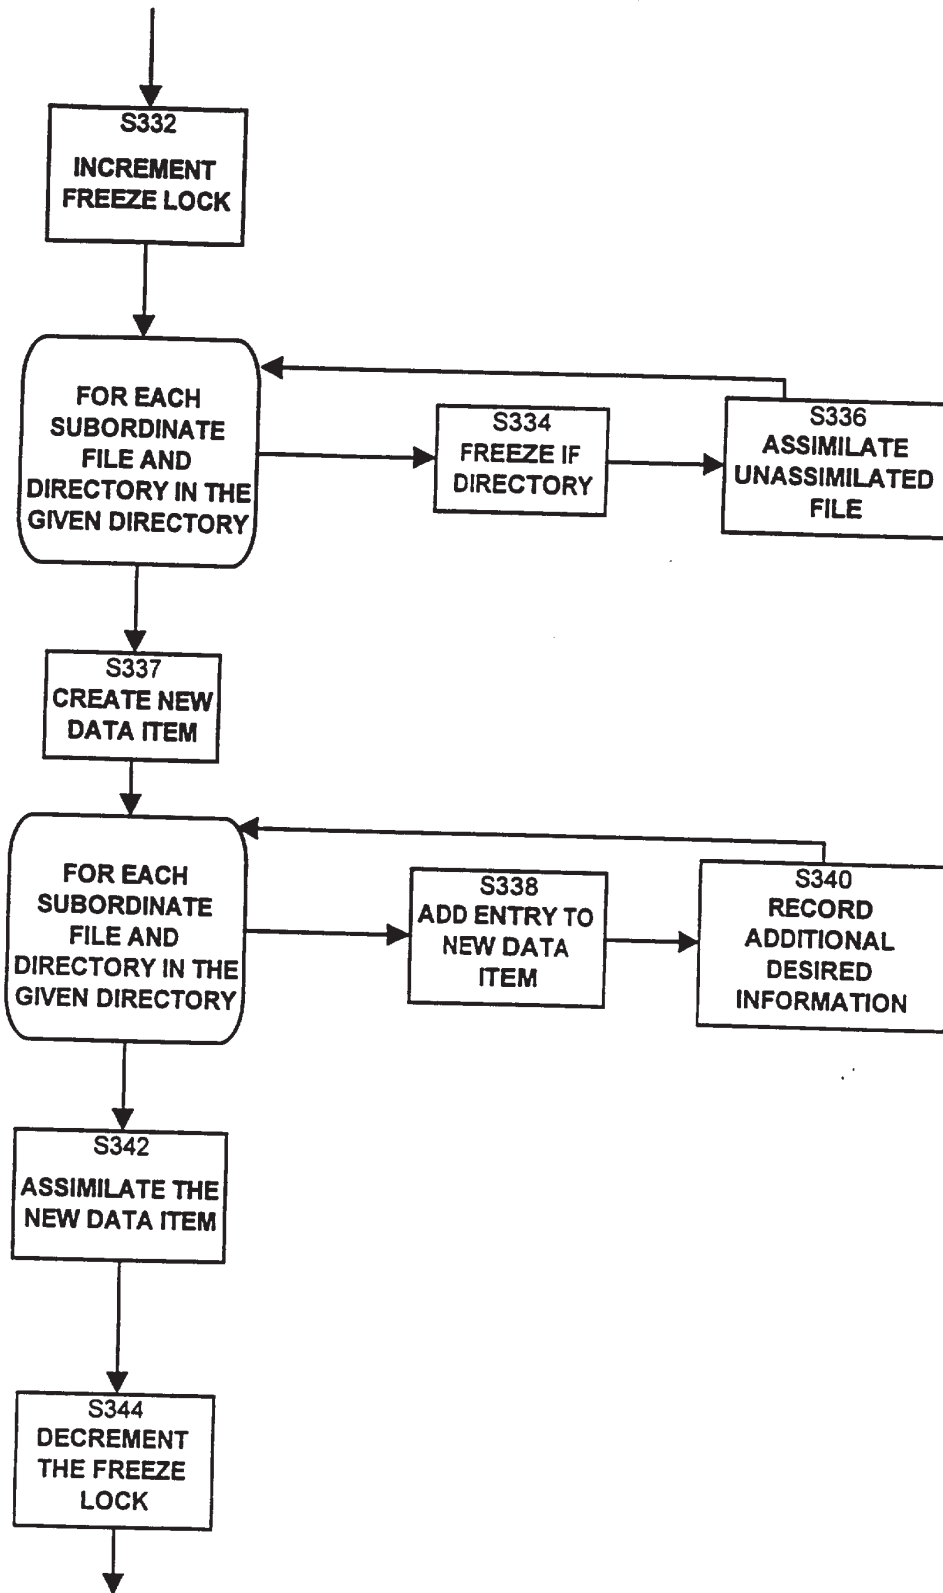 S332
INCREMENT
FREEZE LOCK
FOR EACH
SUBORDINATE
FILE AND
DIRECTORY IN THE
GIVEN DIRECTORY
S334
FREEZE IF
DIRECTORY
S336
ASSIMILATE
UNASSIMILATED
FILE
S337
CREATE NEW
DATA ITEM
FOR EACH
SUBORDINATE
FILE AND
DIRECTORY IN THE
GIVEN DIRECTORY
S338
ADD ENTRY TO
NEW DATA
ITEM
S340
RECORD
ADDITIONAL
DESIRED
INFORMATION
S342
ASSIMILATE THE
NEW DATA ITEM
S344
DECREMENT
THE FREEZE
LOCK